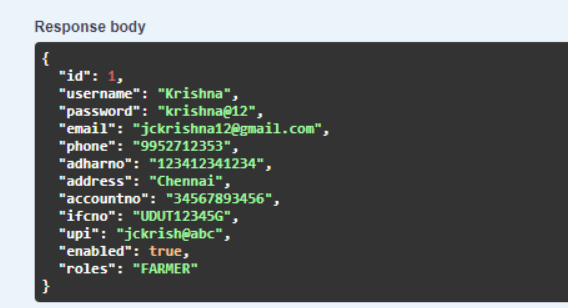 Response body
{
"id": 1,
"username": "Krishna",
"password": "krishna@12",
"email": "jckrishna12@gmail.com",
"phone": "9952712353",
"adharno": "123412341234",
"address": "Chennai",
"accountno": "34567893456",
"ifcno": "UDUT12345G",
"upi": "jckrish@abc",
"enabled": true,
"roles": "FARMER"
}